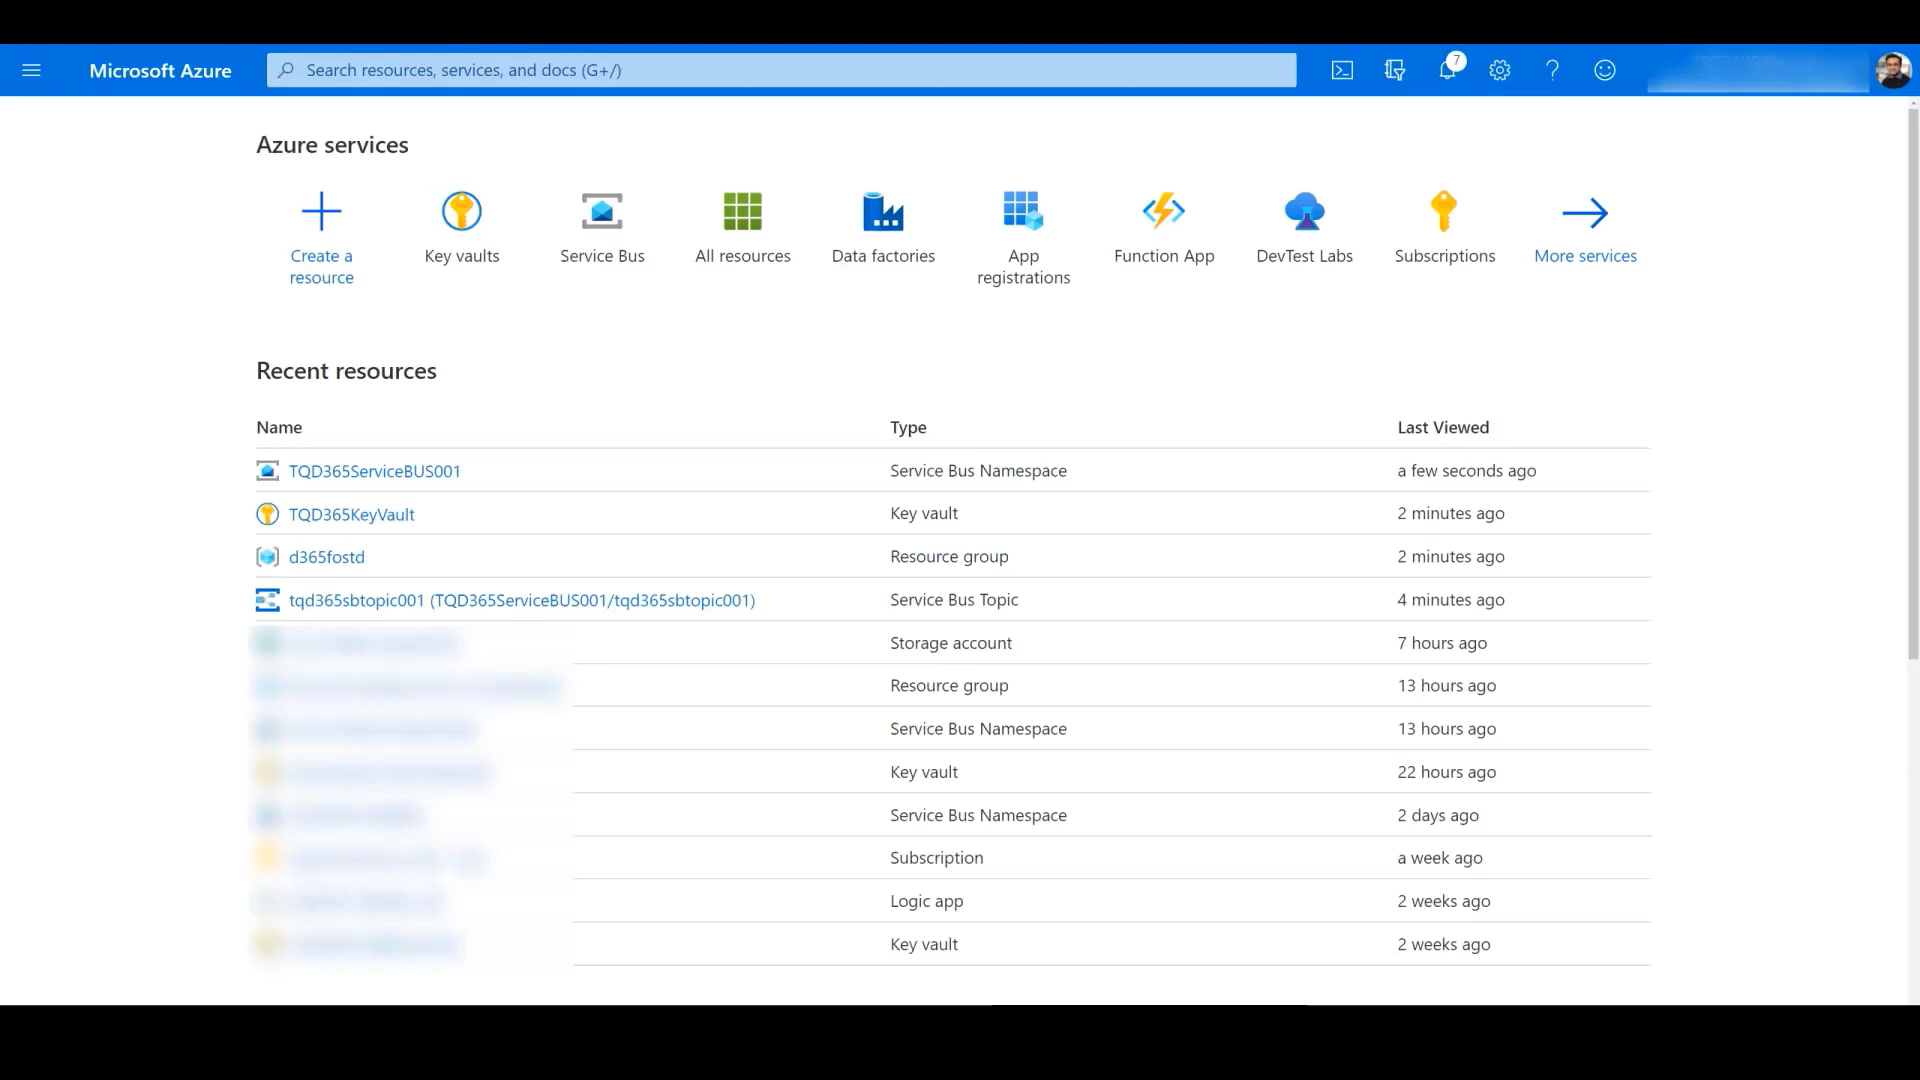 Microsoft Azure
Search resources, services, and docs (G+/)
7
Azure services
Create a
resource
Key vaults
Service Bus
All resources
Data factories
App
registrations
Function App
DevTest Labs
Subscriptions
More services
Recent resources
Name Type Last Viewed
TQD365ServiceBUS001 Service Bus Namespace a few seconds ago
TQD365KeyVault Key vault 2 minutes ago
d365fostd Resource group 2 minutes ago
tqd365sbtopic001 (TQD365ServiceBUS001/tqd365sbtopic001) Service Bus Topic 4 minutes ago
Storage account 7 hours ago
Resource group 13 hours ago
Service Bus Namespace 13 hours ago
Key vault 22 hours ago
Service Bus Namespace 2 days ago
Subscription a week ago
Logic app 2 weeks ago
Key vault 2 weeks ago